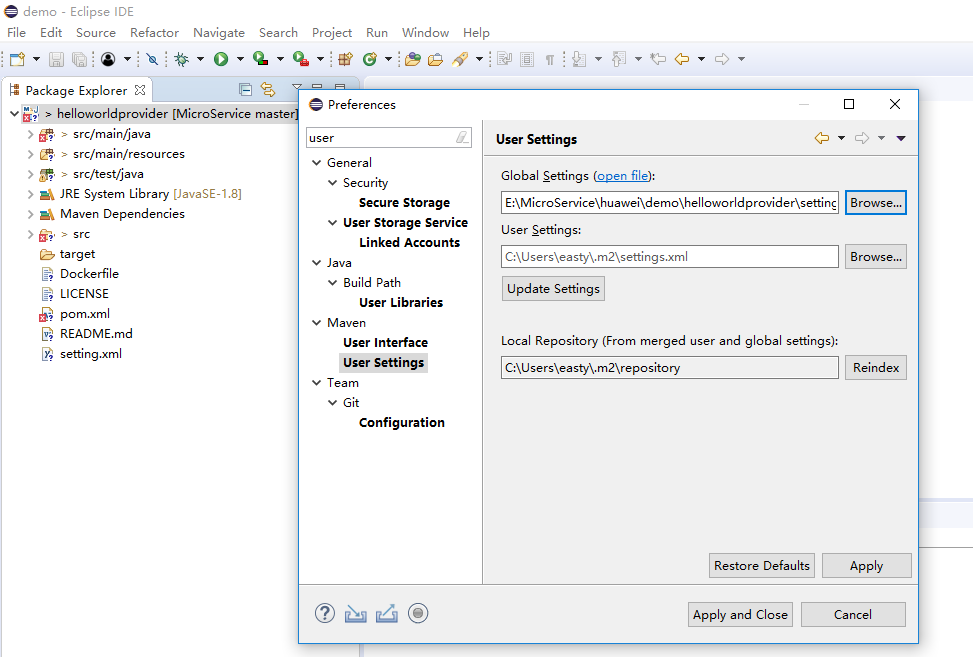 demo - Eclipse IDE
File Edit Source Refactor Navigate Search Project Run Window Help
Package Explorer
> helloworldprovider [MicroService master]
> src/main/java
> src/main/resources
> src/test/java
JRE System Library [JavaSE-1.8]
Maven Dependencies
> src
target
Dockerfile
LICENSE
pom.xml
README.md
setting.xml
Preferences
user
General
Security
Secure Storage
User Storage Service
Linked Accounts
Java
Build Path
User Libraries
Maven
User Interface
User Settings
Team
Git
Configuration
User Settings
Global Settings (open file):
E:\MicroService\huawei\demo\helloworldprovider\setting Browse...
User Settings:
C:\Users\easty\.m2\settings.xml Browse...
Update Settings
Local Repository (From merged user and global settings):
C:\Users\easty\.m2\repository Reindex
Restore Defaults Apply
Apply and Close Cancel